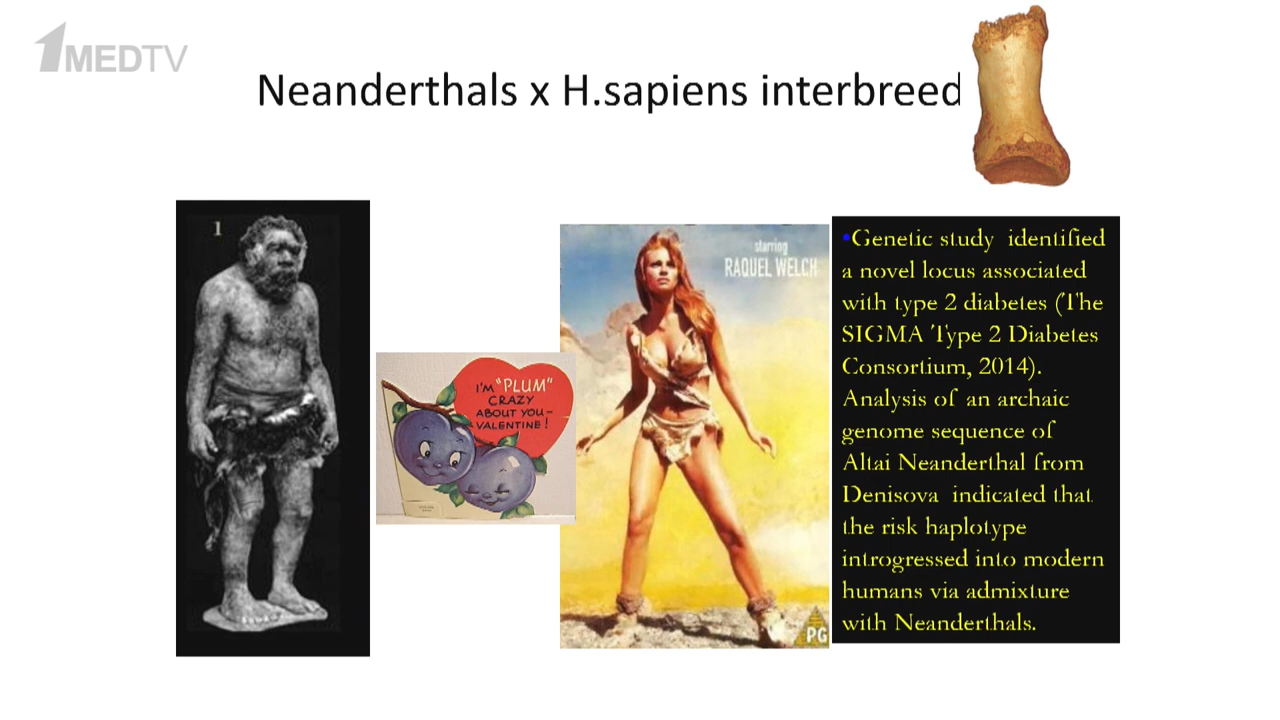 1MEDTV
Neanderthals x H.sapiens interbreed
1
I'M "PLUM"
CRAZY
ABOUT YOU-
VALENTINE!
starring
RAQUEL WELCH
PG
•Genetic study identified
a novel locus associated
with type 2 diabetes (The
SIGMA Type 2 Diabetes
Consortium, 2014).
Analysis of an archaic
genome sequence of
Altai Neanderthal from
Denisova indicated that
the risk haplotype
introgressed into modern
humans via admixture
with Neanderthals.